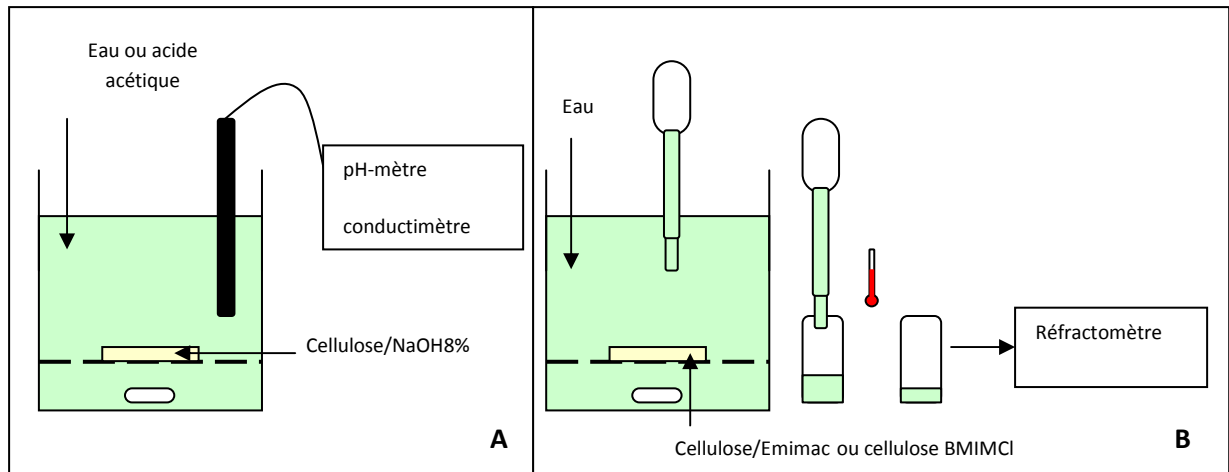 Eau ou acide
acétique
pH-mètre
conductimètre
Cellulose/NaOH8%
A
Eau
Réfractomètre
Cellulose/Emimac ou cellulose BMIMCl
B